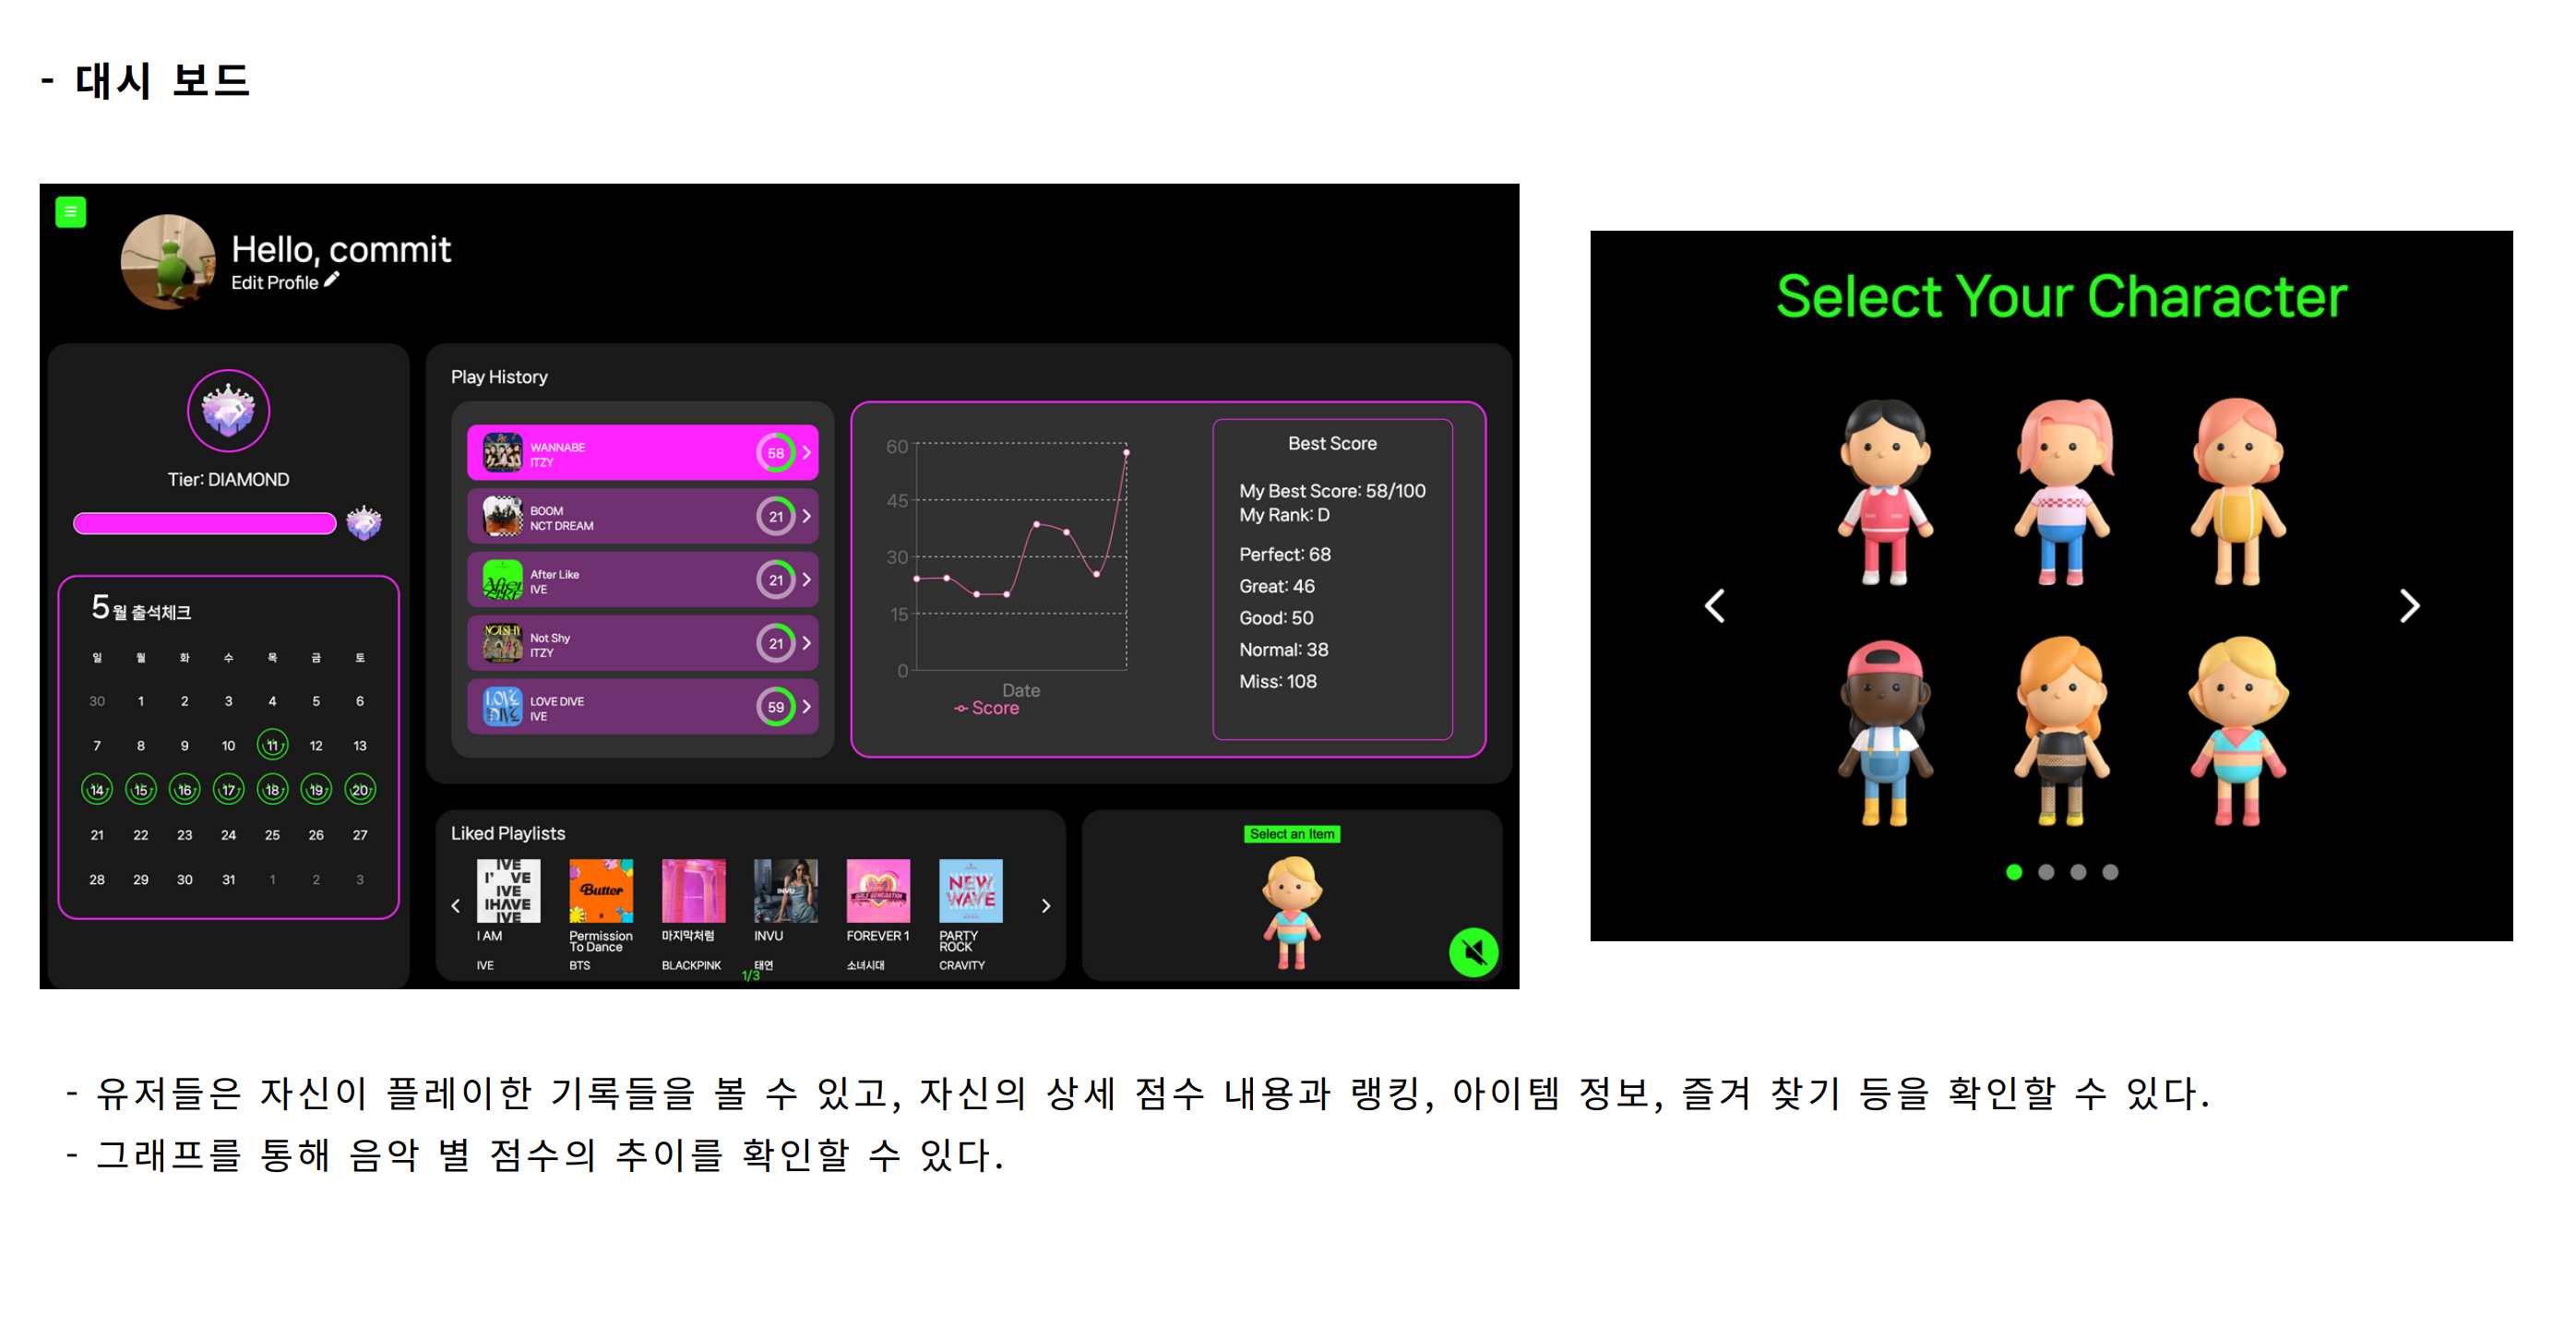 - 대시 보드
Hello, commit
Edit Profile
Tier: DIAMOND
5월 출석체크
일 월 화 수 목 금 토
30 1 2 3 4 5 6
7 8 9 10 11 12 13
14 15 16 17 18 19 20
21 22 23 24 25 26 27
28 29 30 31 1 2 3
Play History
WANNABE
ITZY
58
BOOM
NCT DREAM
21
After Like
IVE
21
Not Shy
ITZY
21
LOVE DIVE
IVE
59
60
45
30
15
0
Date
Score
Best Score
My Best Score: 58/100
My Rank: D
Perfect: 68
Great: 46
Good: 50
Normal: 38
Miss: 108
Liked Playlists
I AM
IVE
Butter
Permission
To Dance
BTS
마지막처럼
BLACKPINK
INVU
태연
FOREVER 1
소녀시대
NEW
WAVE
PARTY
ROCK
CRAVITY
1/3
Select an Item
Select Your Character
- 유저들은 자신이 플레이한 기록들을 볼 수 있고, 자신의 상세 점수 내용과 랭킹, 아이템 정보, 즐겨 찾기 등을 확인할 수 있다.
- 그래프를 통해 음악 별 점수의 추이를 확인할 수 있다.